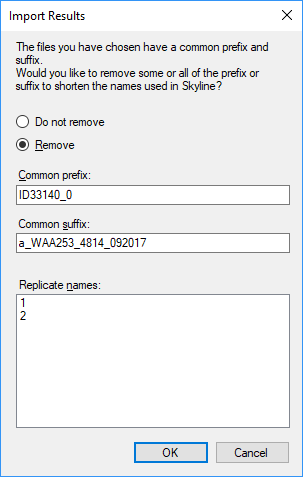 Import Results
The files you have chosen have a common prefix and
suffix.
Would you like to remove some or all of the prefix or
suffix to shorten the names used in Skyline?
Do not remove
Remove
Common prefix:
ID33140_0
Common suffix:
a_WAA253_4814_092017
Replicate names:
1
2
OK Cancel